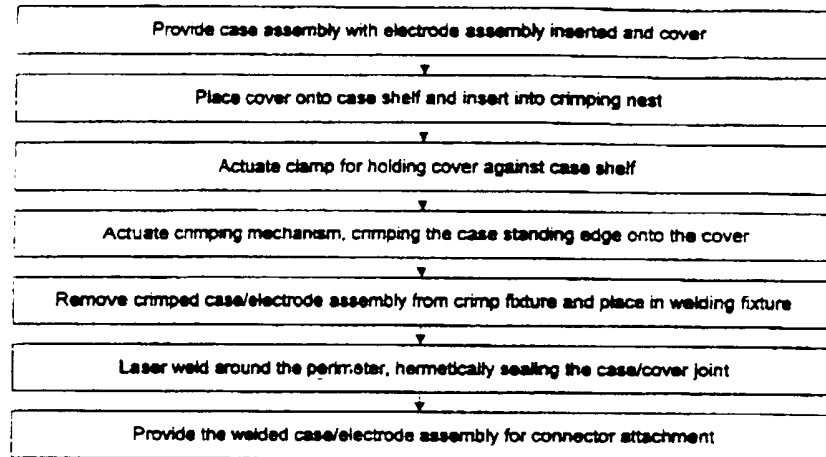 Provide case assembly with electrode assembly inserted and cover
Place cover onto case shelf and insert into crimping nest
Actuate clamp for holding cover against case shelf
Actuate crimping mechanism, crimping the case standing edge onto the cover
Remove crimped case/electrode assembly from crimp fixture and place in welding fixture
Laser weld around the perimeter, hermetically sealing the case/cover joint
Provide the welded case/electrode assembly for connector attachment